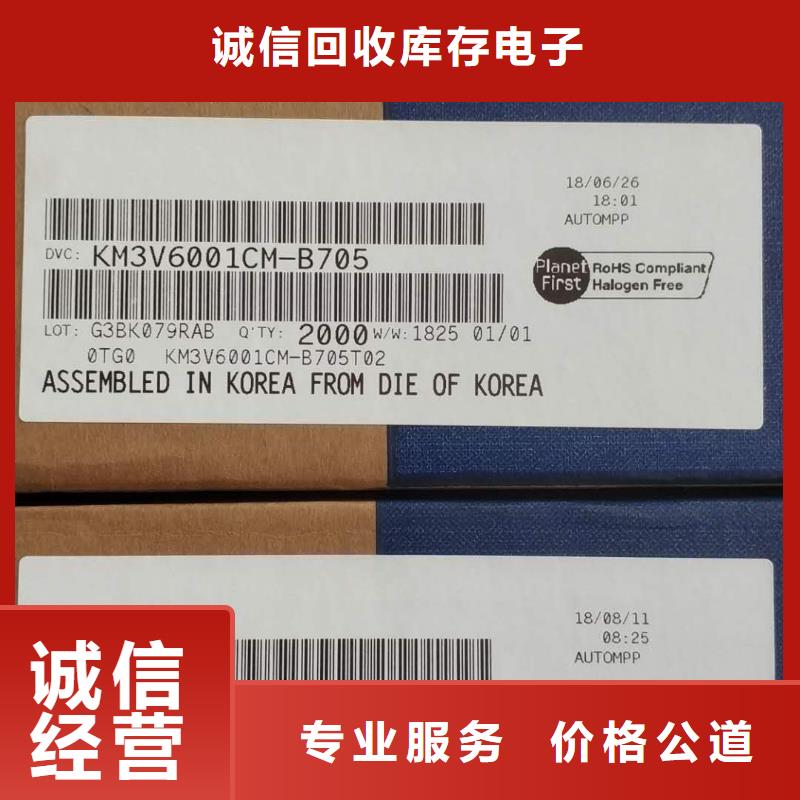 诚信回收库存电子
18/06/26
18:01
AUTOMPP
DVC: KM3V6001CM-B705
Planet First
RoHS Compliant
Halogen Free
LOT: G3BK079RAB Q'TY: 2000 W/W: 1825 01/01
0TG0 KM3V6001CM-B705T02
ASSEMBLED IN KOREA FROM DIE OF KOREA
18/08/11
08:25
AUTOMPP
诚信
经营
专业服务 价格公道